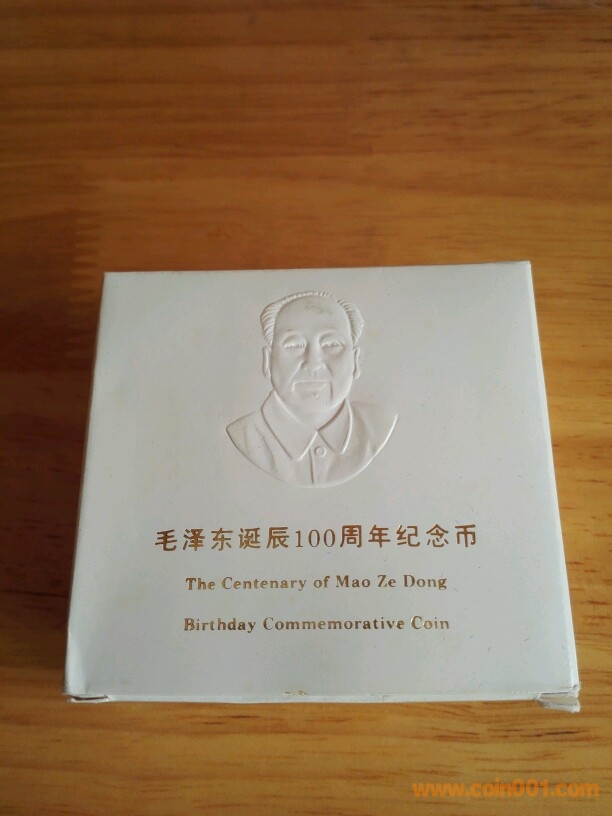 毛泽东诞辰100周年纪念币
The Centenary of Mao Ze Dong
Birthday Commemorative Coin
www.coin001.com